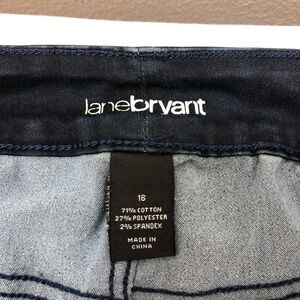 lanebryant
16
71% COTTON
27% POLYESTER
2% SPANDEX
MADE IN
CHINA